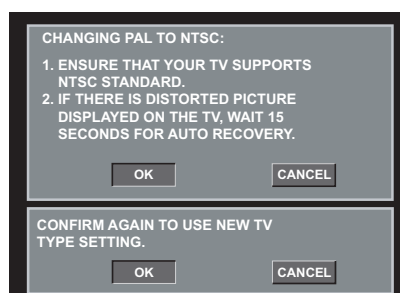 CHANGING PAL TO NTSC:
1. ENSURE THAT YOUR TV SUPPORTS
NTSC STANDARD.
2. IF THERE IS DISTORTED PICTURE
DISPLAYED ON THE TV, WAIT 15
SECONDS FOR AUTO RECOVERY.
OK CANCEL
CONFIRM AGAIN TO USE NEW TV
TYPE SETTING.
OK CANCEL